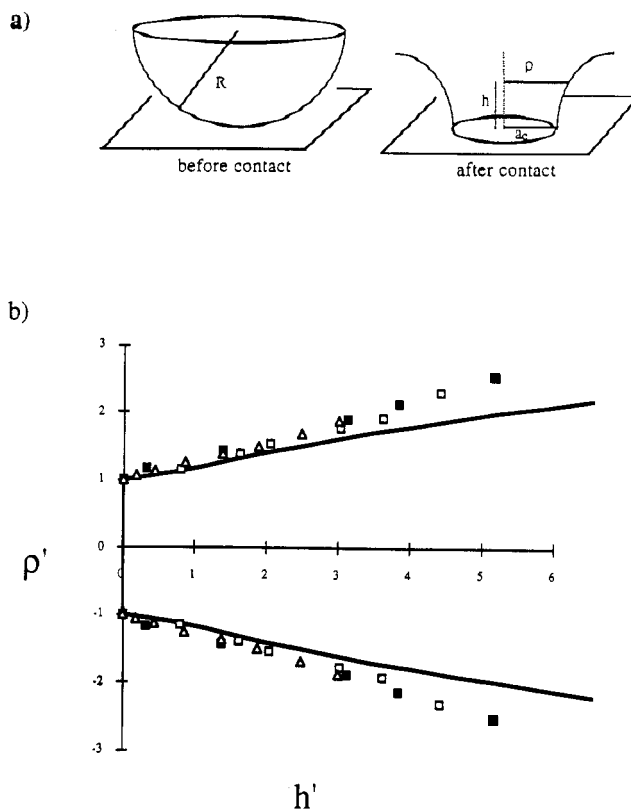 a)
R
ρ
h
a_c
before contact
after contact
b)
3
2
1
0
-1
-2
-3
0 1 2 3 4 5 6
ρ'
h'